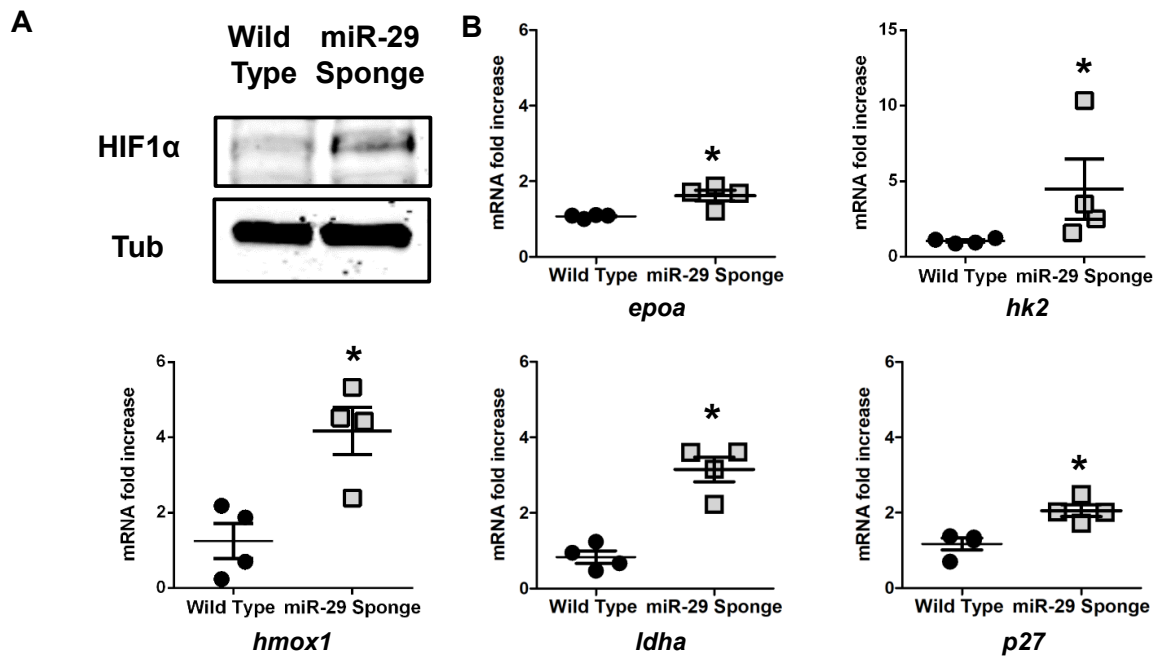 A
Wild Type
miR-29 Sponge
HIF1α
Tub
B
mRNA fold increase
6
4
2
0
*
Wild Type miR-29 Sponge
epoa
mRNA fold increase
15
10
5
0
*
Wild Type miR-29 Sponge
hk2
mRNA fold increase
6
4
2
0
*
Wild Type miR-29 Sponge
hmox1
mRNA fold increase
6
4
2
0
*
Wild Type miR-29 Sponge
ldha
mRNA fold increase
6
4
2
0
*
Wild Type miR-29 Sponge
p27